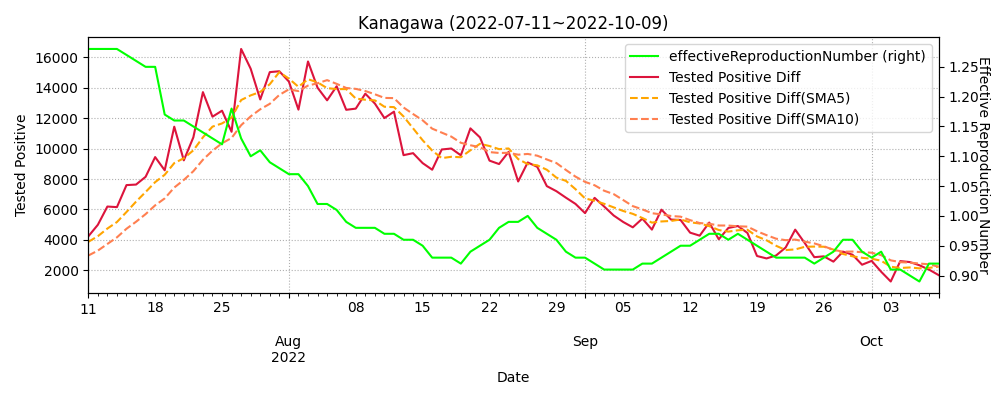 Kanagawa (2022-07-11~2022-10-09)
effectiveReproductionNumber (right)
Tested Positive Diff
Tested Positive Diff(SMA5)
Tested Positive Diff(SMA10)
Tested Positive
16000
14000
12000
10000
8000
6000
4000
2000
1.25
1.20
1.15
1.10
1.05
1.00
0.95
0.90
Effective Reproduction Number
11 18 25 08 15 22 29 05 12 19 26 03
Aug Sep Oct
2022
Date